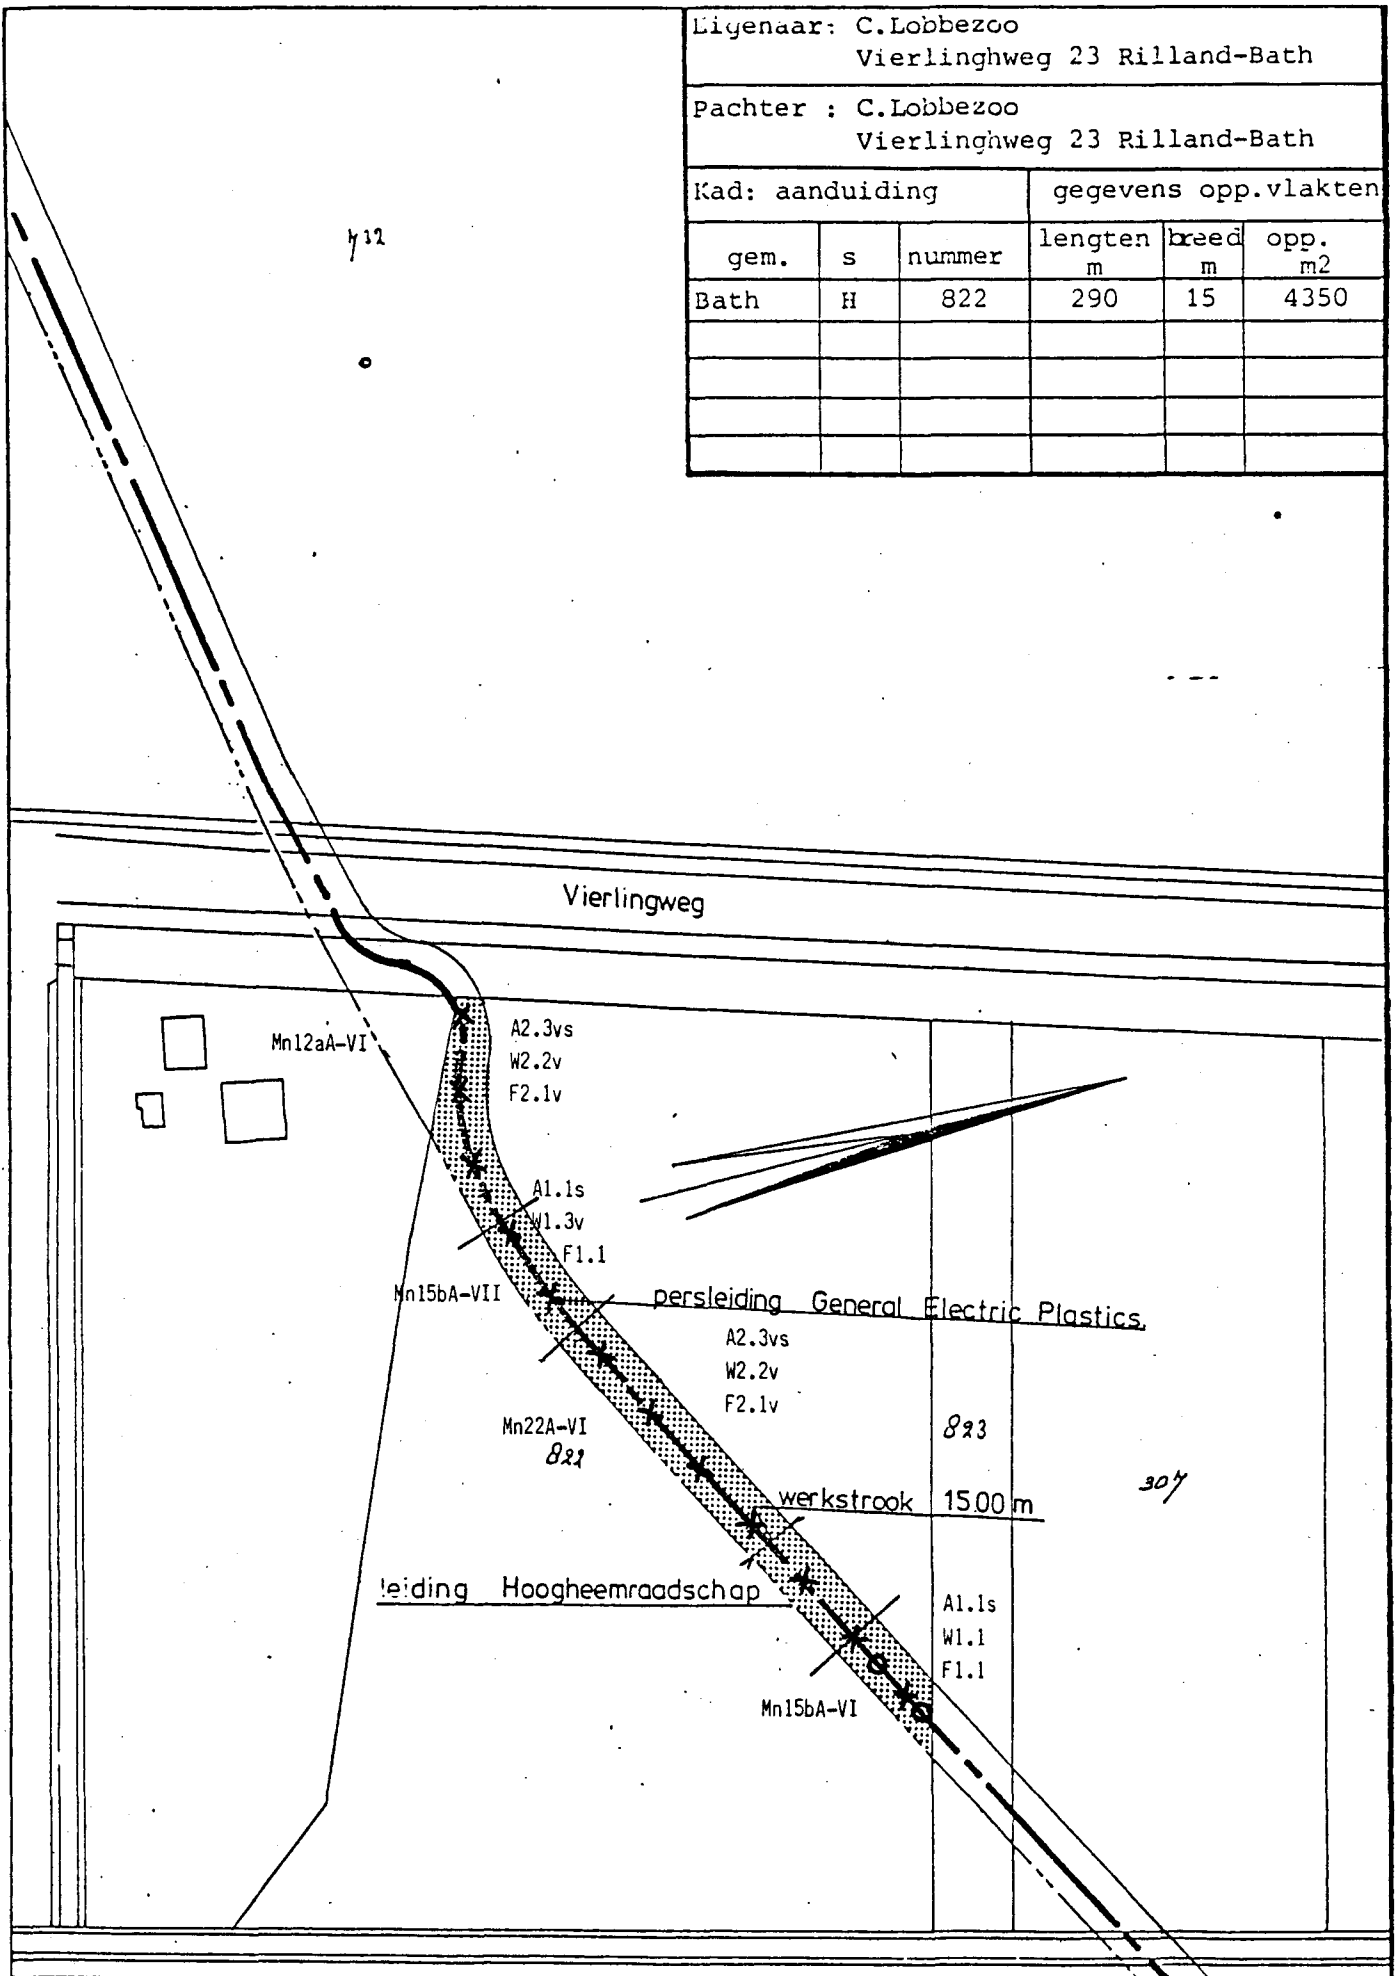 Eigenaar: C.Lobbezoo
Vierlinghweg 23 Rilland-Bath
Pachter : C.Lobbezoo
Vierlinghweg 23 Rilland-Bath
Kad: aanduiding gegevens opp.vlakten
gem. s nummer lengten m breed m opp. m2
Bath H 822 290 15 4350
732
Vierlingweg
Mn12aA-VI
A2.3vs
W2.2v
F2.1v
A1.1s
W1.3v
F1.1
Mn15bA-VII
persleiding General Electric Plastics.
A2.3vs
W2.2v
F2.1v
Mn22A-VI
822
823
307
werkstrook 15.00 m
leiding Hoogheemraadschap
A1.1s
W1.1
F1.1
Mn15bA-VI